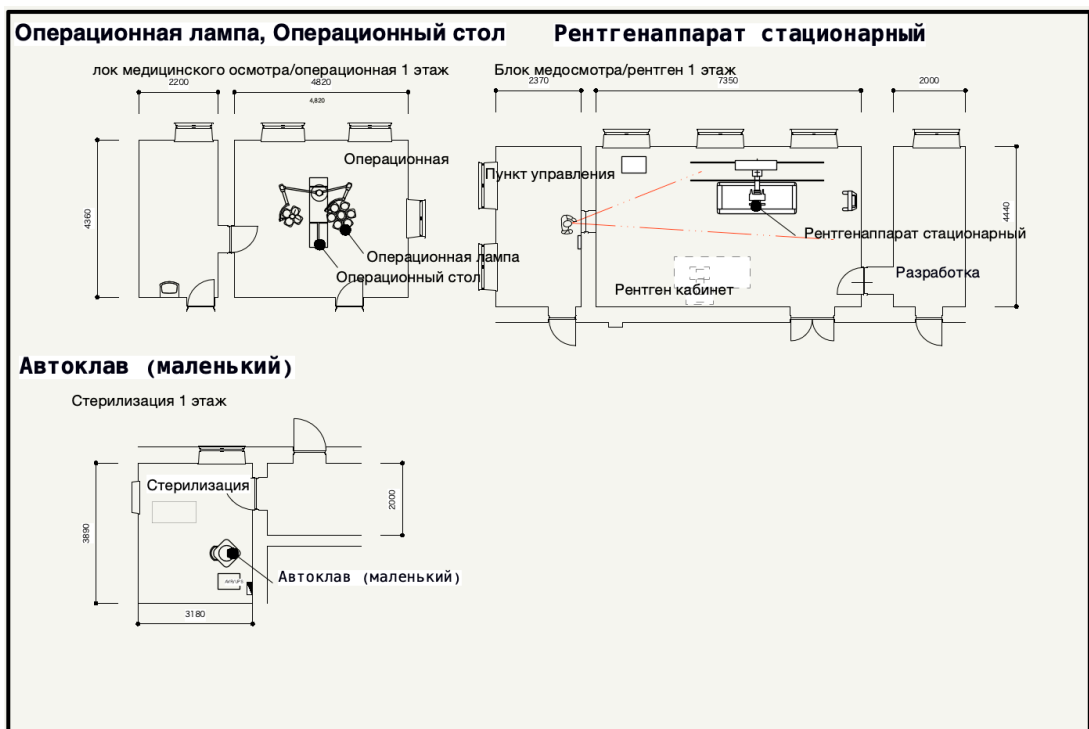 Операционная лампа, Операционный стол
Рентгенаппарат стационарный
лок медицинского осмотра/операционная 1 этаж
Блок медосмотра/рентген 1 этаж
2200
4820
4,820
2370
7350
2000
Операционная
Пункт управления
4360
4440
Рентгенаппарат стационарный
Операционная лампа
Операционный стол
Разработка
Рентген кабинет
Автоклав (маленький)
Стерилизация 1 этаж
Стерилизация
2000
3890
Автоклав (маленький)
3180